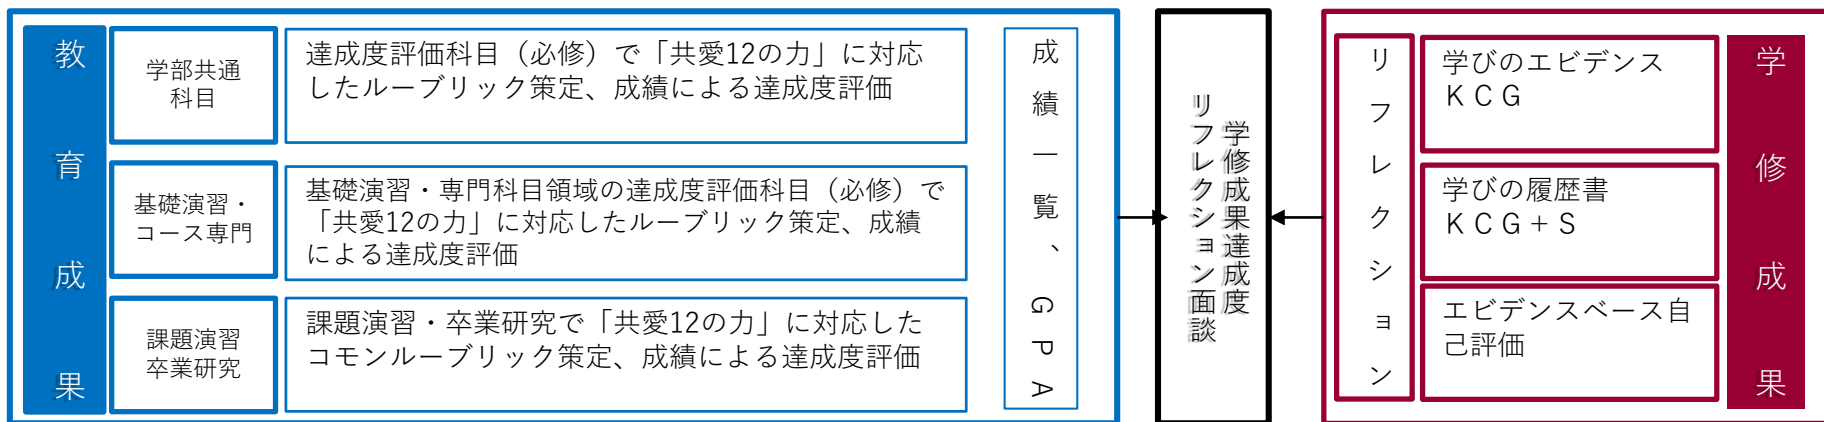 教育成果
学部共通
科目
達成度評価科目（必修）で「共愛12の力」に対応
したルーブリック策定、成績による達成度評価
基礎演習・
コース専門
基礎演習・専門科目領域の達成度評価科目（必修）で
「共愛12の力」に対応したルーブリック策定、成績
による達成度評価
課題演習
卒業研究
課題演習・卒業研究で「共愛12の力」に対応した
コモンルーブリック策定、成績による達成度評価
成績一覧、GPA
学修成果達成度
リフレクション面談
リフレクション
学びのエビデンス
ＫＣＧ
学びの履歴書
ＫＣＧ＋Ｓ
エビデンスベース自
己評価
学修成果